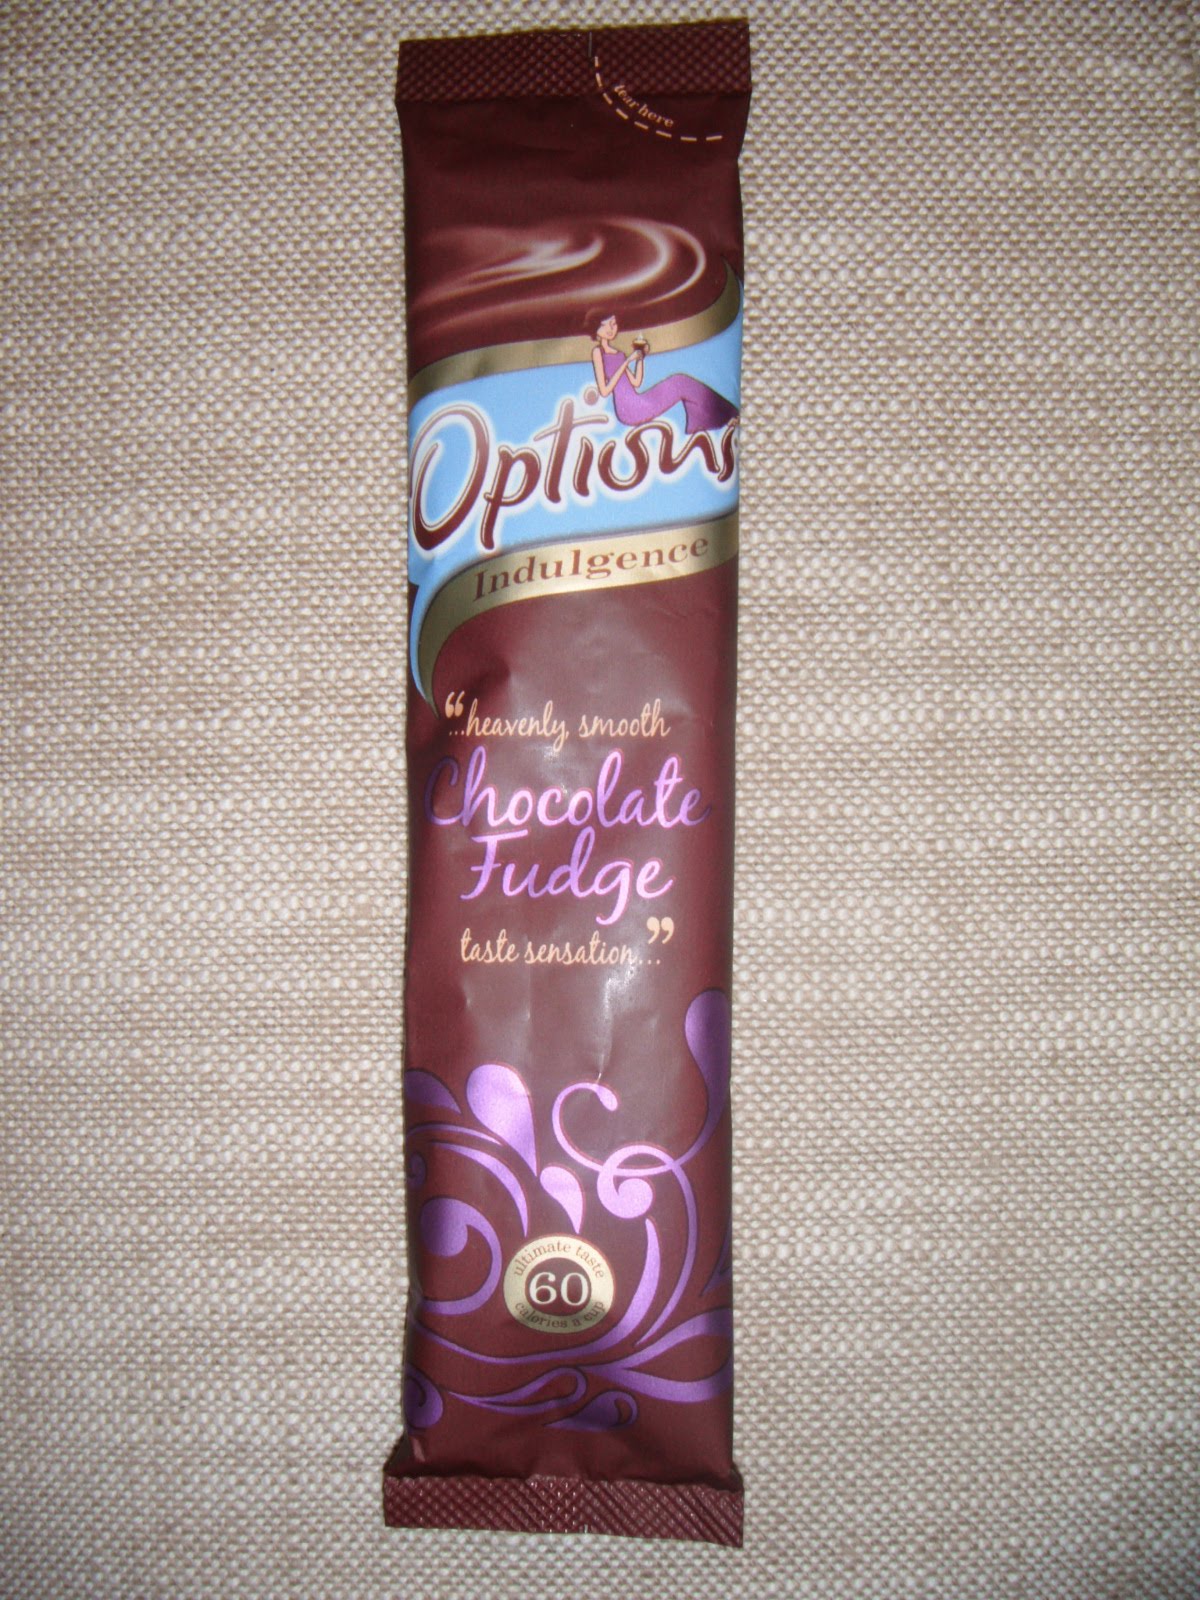 tear here
Options
Indulgence
“...heavenly, smooth
Chocolate
Fudge
taste sensation...”
ultimate taste
60
calories a cup